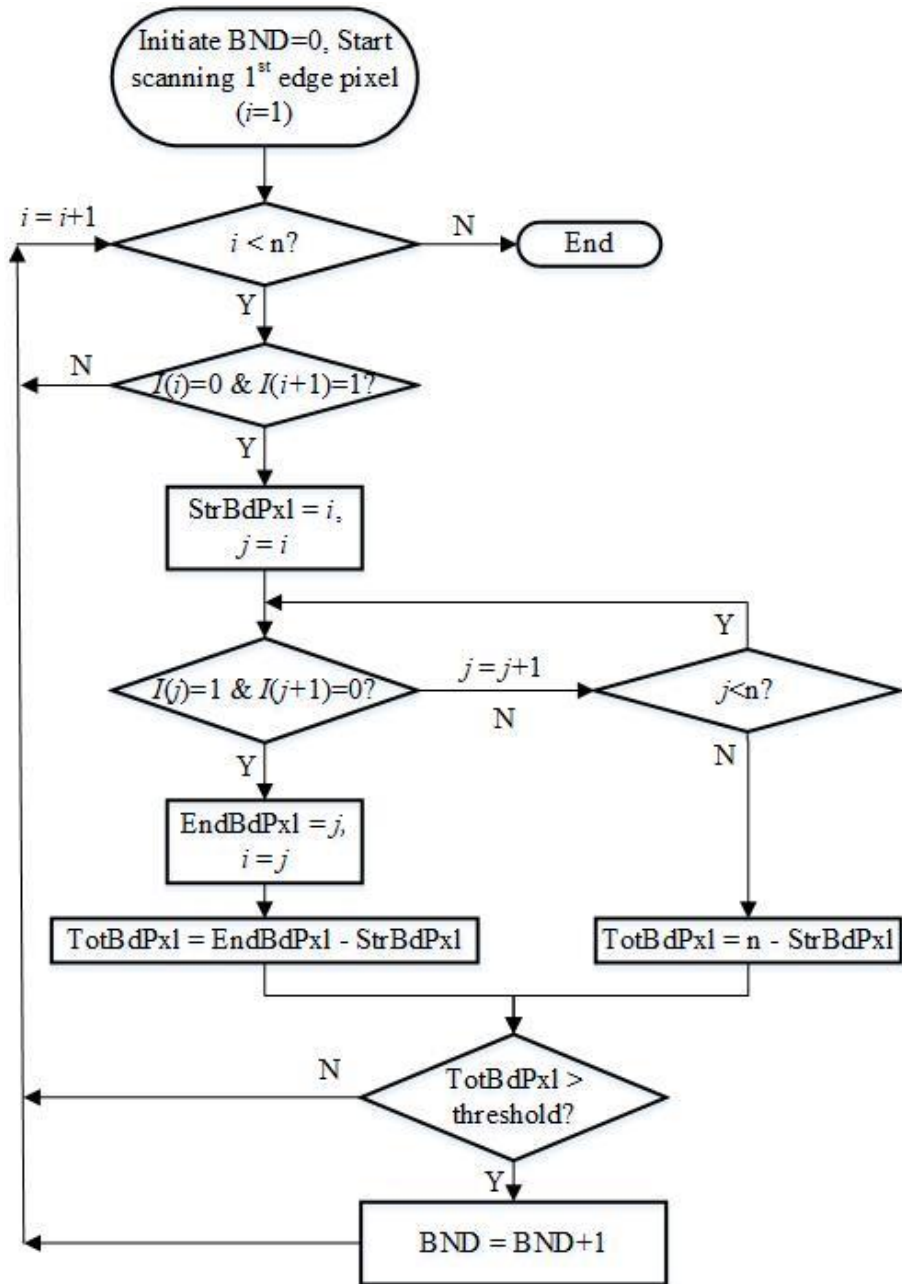 Initiate BND=0, Start
scanning 1st edge pixel
(i=1)
i = i+1
i < n?
N
End
Y
N
I(i)=0 & I(i+1)=1?
Y
StrBdPxl = i,
j = i
Y
I(j)=1 & I(j+1)=0?
j = j+1
N
j<n?
Y
N
EndBdPxl = j,
i = j
TotBdPxl = EndBdPxl - StrBdPxl
TotBdPxl = n - StrBdPxl
N
TotBdPxl >
threshold?
Y
BND = BND+1